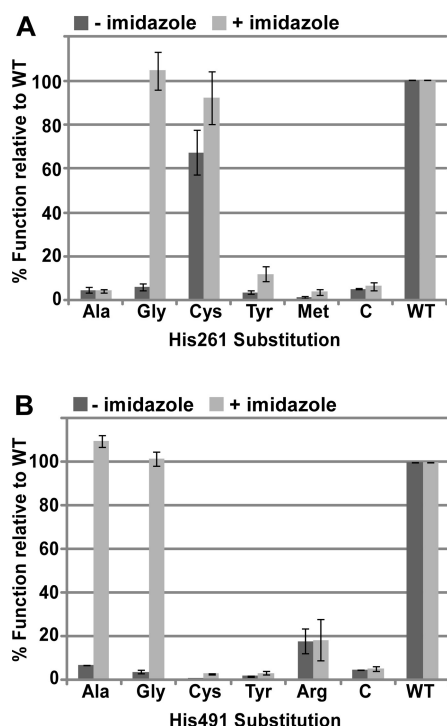 A
- imidazole + imidazole
% Function relative to WT
100
80
60
40
20
0
Ala Gly Cys Tyr Met C WT
His261 Substitution
B
- imidazole + imidazole
% Function relative to WT
100
80
60
40
20
0
Ala Gly Cys Tyr Arg C WT
His491 Substitution